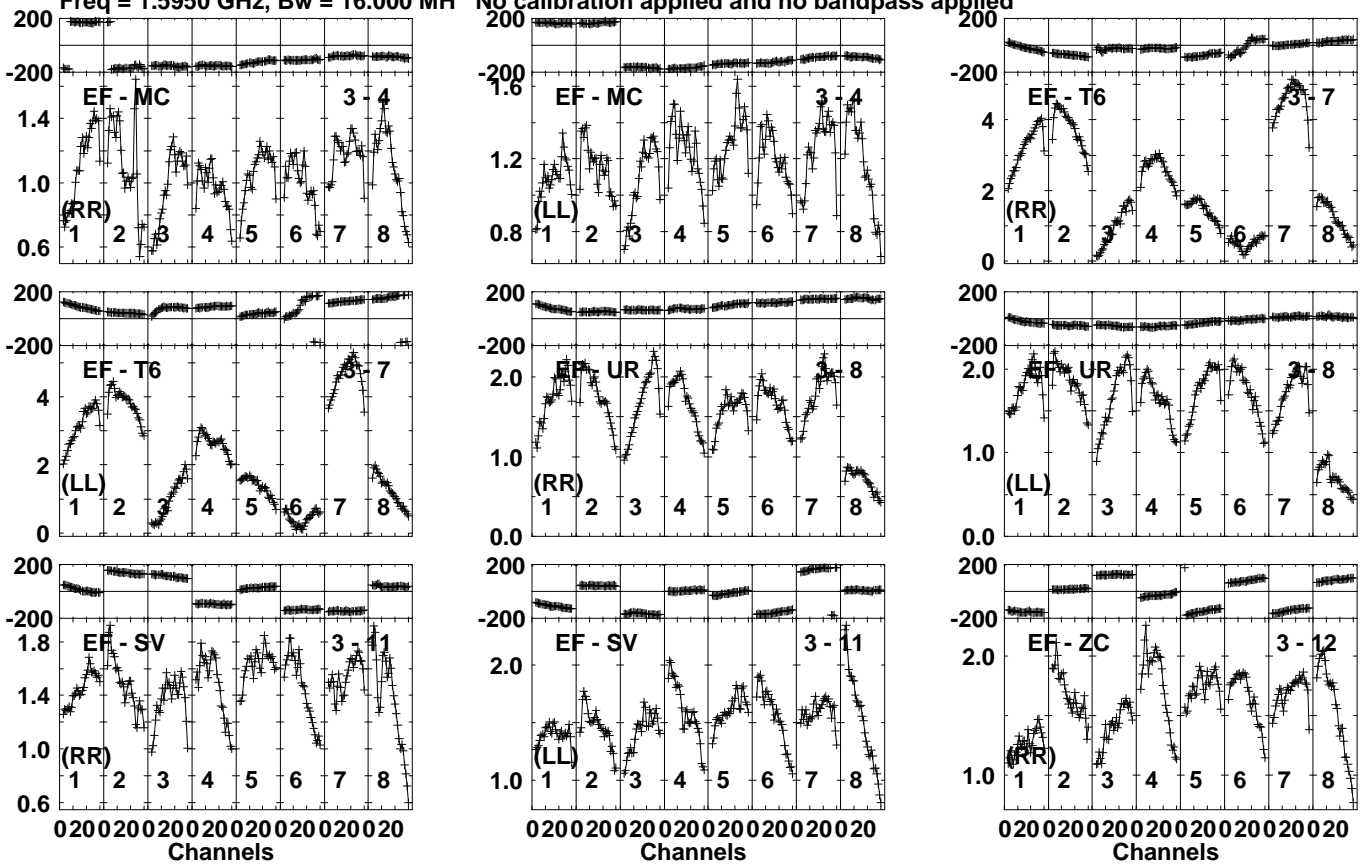 Freq = 1.5950 GHz, Bw = 16.000 MH No calibration applied and no bandpass applied
200
-200
EF - MC 3 - 4
1.4
1.0
0.6
(RR)
1 2 3 4 5 6 7 8
200
-200
EF - MC 3 - 4
1.6
1.2
0.8
(LL)
1 2 3 4 5 6 7 8
200
-200
EF - T6 3 - 7
4
2
0
(RR)
1 2 3 4 5 6 7 8
200
-200
EF - T6 3 - 7
4
2
0
(LL)
1 2 3 4 5 6 7 8
200
-200
EF - UR 3 - 8
2.0
1.0
0.0
(RR)
1 2 3 4 5 6 7 8
200
-200
EF - UR 3 - 8
2.0
1.0
0.0
(LL)
1 2 3 4 5 6 7 8
200
-200
EF - SV 3 - 11
1.8
1.4
1.0
0.6
(RR)
1 2 3 4 5 6 7 8
020020020020020020020020
Channels
200
-200
EF - SV 3 - 11
2.0
1.0
(LL)
1 2 3 4 5 6 7 8
020020020020020020020020
Channels
200
-200
EF - ZC 3 - 12
2.0
1.0
(RR)
1 2 3 4 5 6 7 8
020020020020020020020020
Channels